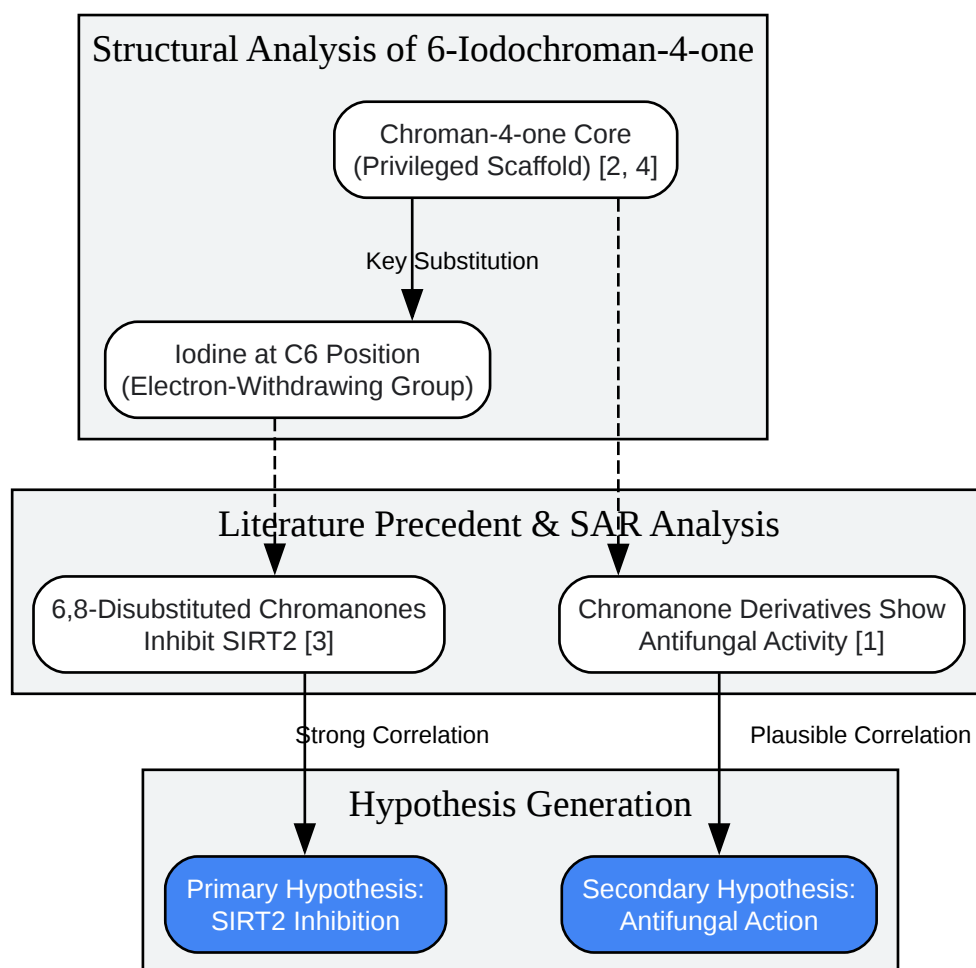 Structural Analysis of 6-Iodochroman-4-one
Chroman-4-one Core
(Privileged Scaffold) [2, 4]
Key Substitution
Iodine at C6 Position
(Electron-Withdrawing Group)
Literature Precedent & SAR Analysis
6,8-Disubstituted Chromanones
Inhibit SIRT2 [3]
Chromanone Derivatives Show
Antifungal Activity [1]
Strong Correlation
Plausible Correlation
Hypothesis Generation
Primary Hypothesis:
SIRT2 Inhibition
Secondary Hypothesis:
Antifungal Action